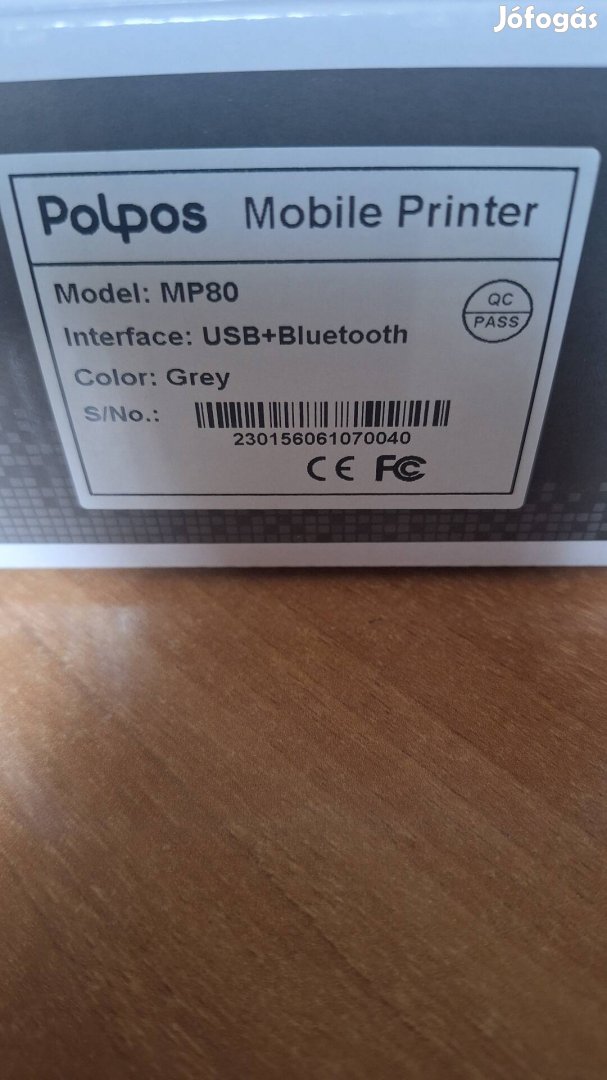 Jófogás
Polpos Mobile Printer
Model: MP80
Interface: USB+Bluetooth
Color: Grey
QC
PASS
S/No.:
230156061070040
CE FC